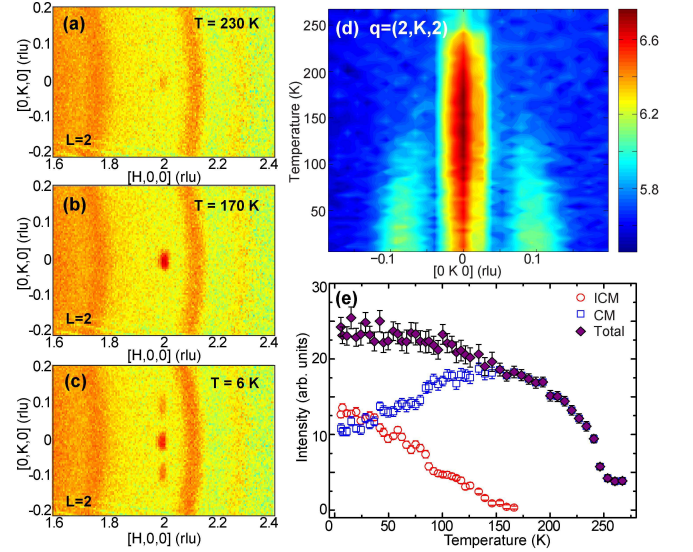 (a) T = 230 K
0.2
0.1
0
-0.1
-0.2
[0,K,0] (rlu)
L=2
1.6 1.8 2 2.2 2.4
[H,0,0] (rlu)
(b) T = 170 K
0.2
0.1
0
-0.1
-0.2
[0,K,0] (rlu)
L=2
1.6 1.8 2 2.2 2.4
[H,0,0] (rlu)
(c) T = 6 K
0.2
0.1
0
-0.1
-0.2
[0,K,0] (rlu)
L=2
1.6 1.8 2 2.2 2.4
[H,0,0] (rlu)
(d) q=(2,K,2)
250
200
150
100
50
Temperature (K)
−0.1 0 0.1
[0 K 0] (rlu)
6.6
6.2
5.8
(e)
ICM
CM
Total
30
25
20
15
10
5
0
Intensity (arb. units)
0 50 100 150 200 250
Temperature (K)